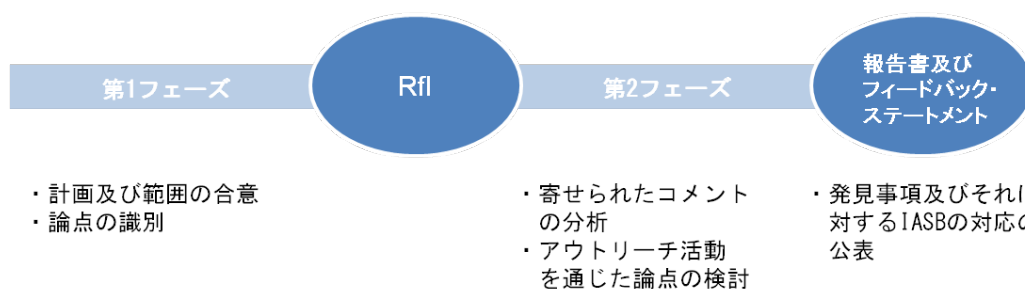 第1フェーズ
RfI
第2フェーズ
報告書及び
フィードバック・
ステートメント
・計画及び範囲の合意
・論点の識別
・寄せられたコメント
の分析
・アウトリーチ活動
を通じた論点の検討
・発見事項及びそれに
対するIASBの対応の
公表